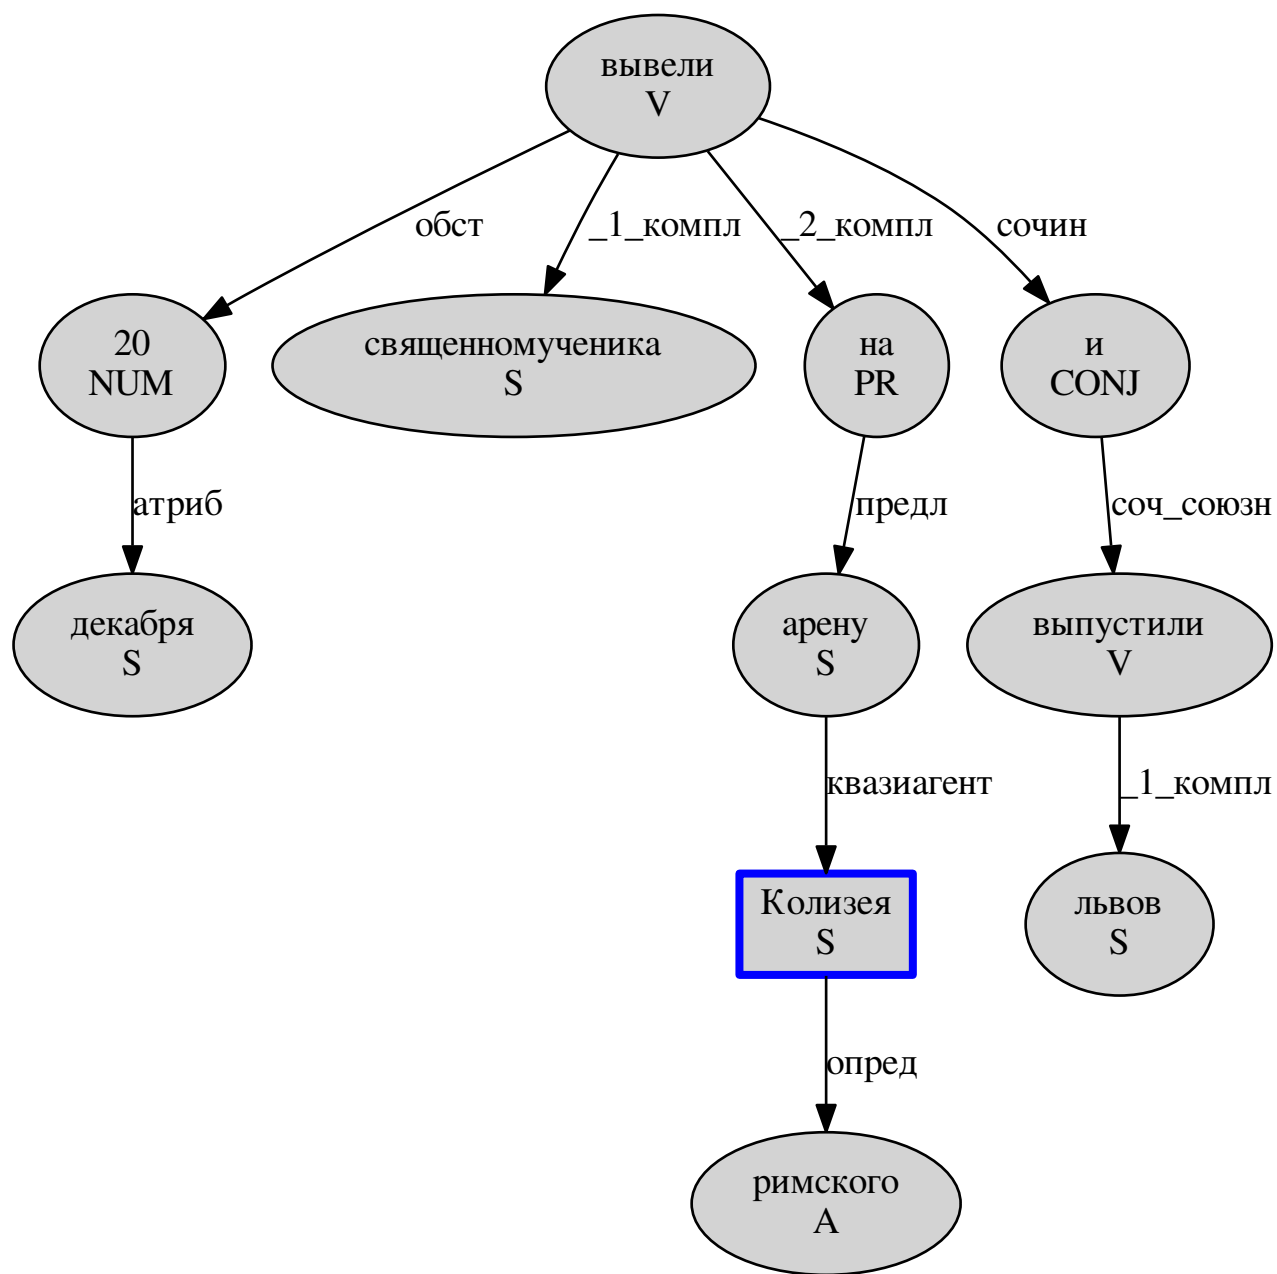 вывели
V
обст
_1_компл
_2_компл
сочин
20
NUM
священномученика
S
на
PR
и
CONJ
атриб
предл
соч_союзн
декабря
S
арену
S
выпустили
V
квазиагент
_1_компл
Колизея
S
львов
S
опред
римского
A